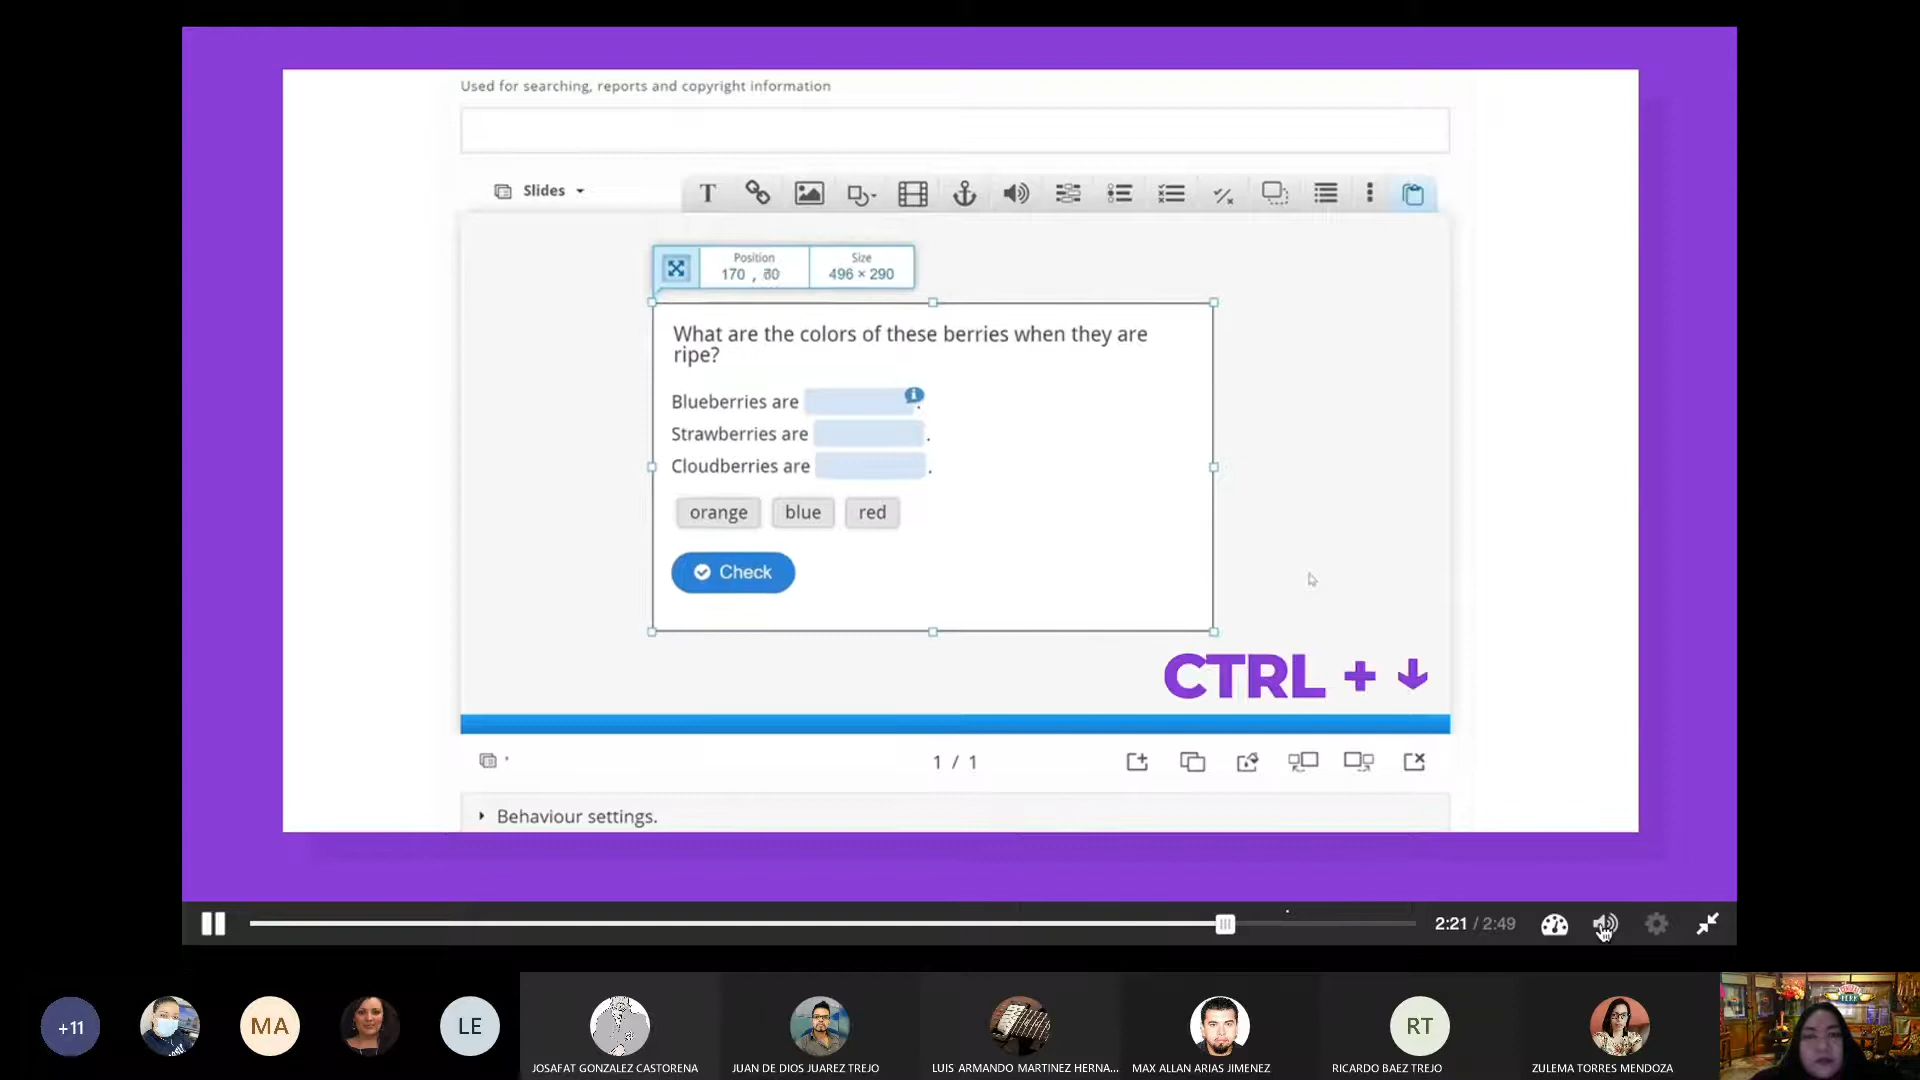 Used for searching, reports and copyright information
Slides
T
Position
170 , 60
Size
496 × 290
What are the colors of these berries when they are
ripe?
Blueberries are .
Strawberries are .
Cloudberries are .
orange blue red
Check
CTRL + ↓
1 / 1
Behaviour settings.
2:21 / 2:49
+11
MA
LE
RT
JOSAFAT GONZALEZ CASTORENA
JUAN DE DIOS JUAREZ TREJO
LUIS ARMANDO MARTINEZ HERNA...
MAX ALLAN ARIAS JIMENEZ
RICARDO BAEZ TREJO
ZULEMA TORRES MENDOZA